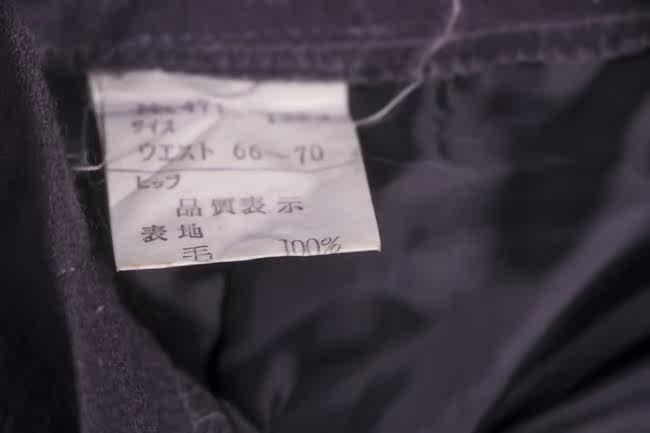 サイズ
ウエスト 66~70
ヒップ
品質表示
表地
毛 100%